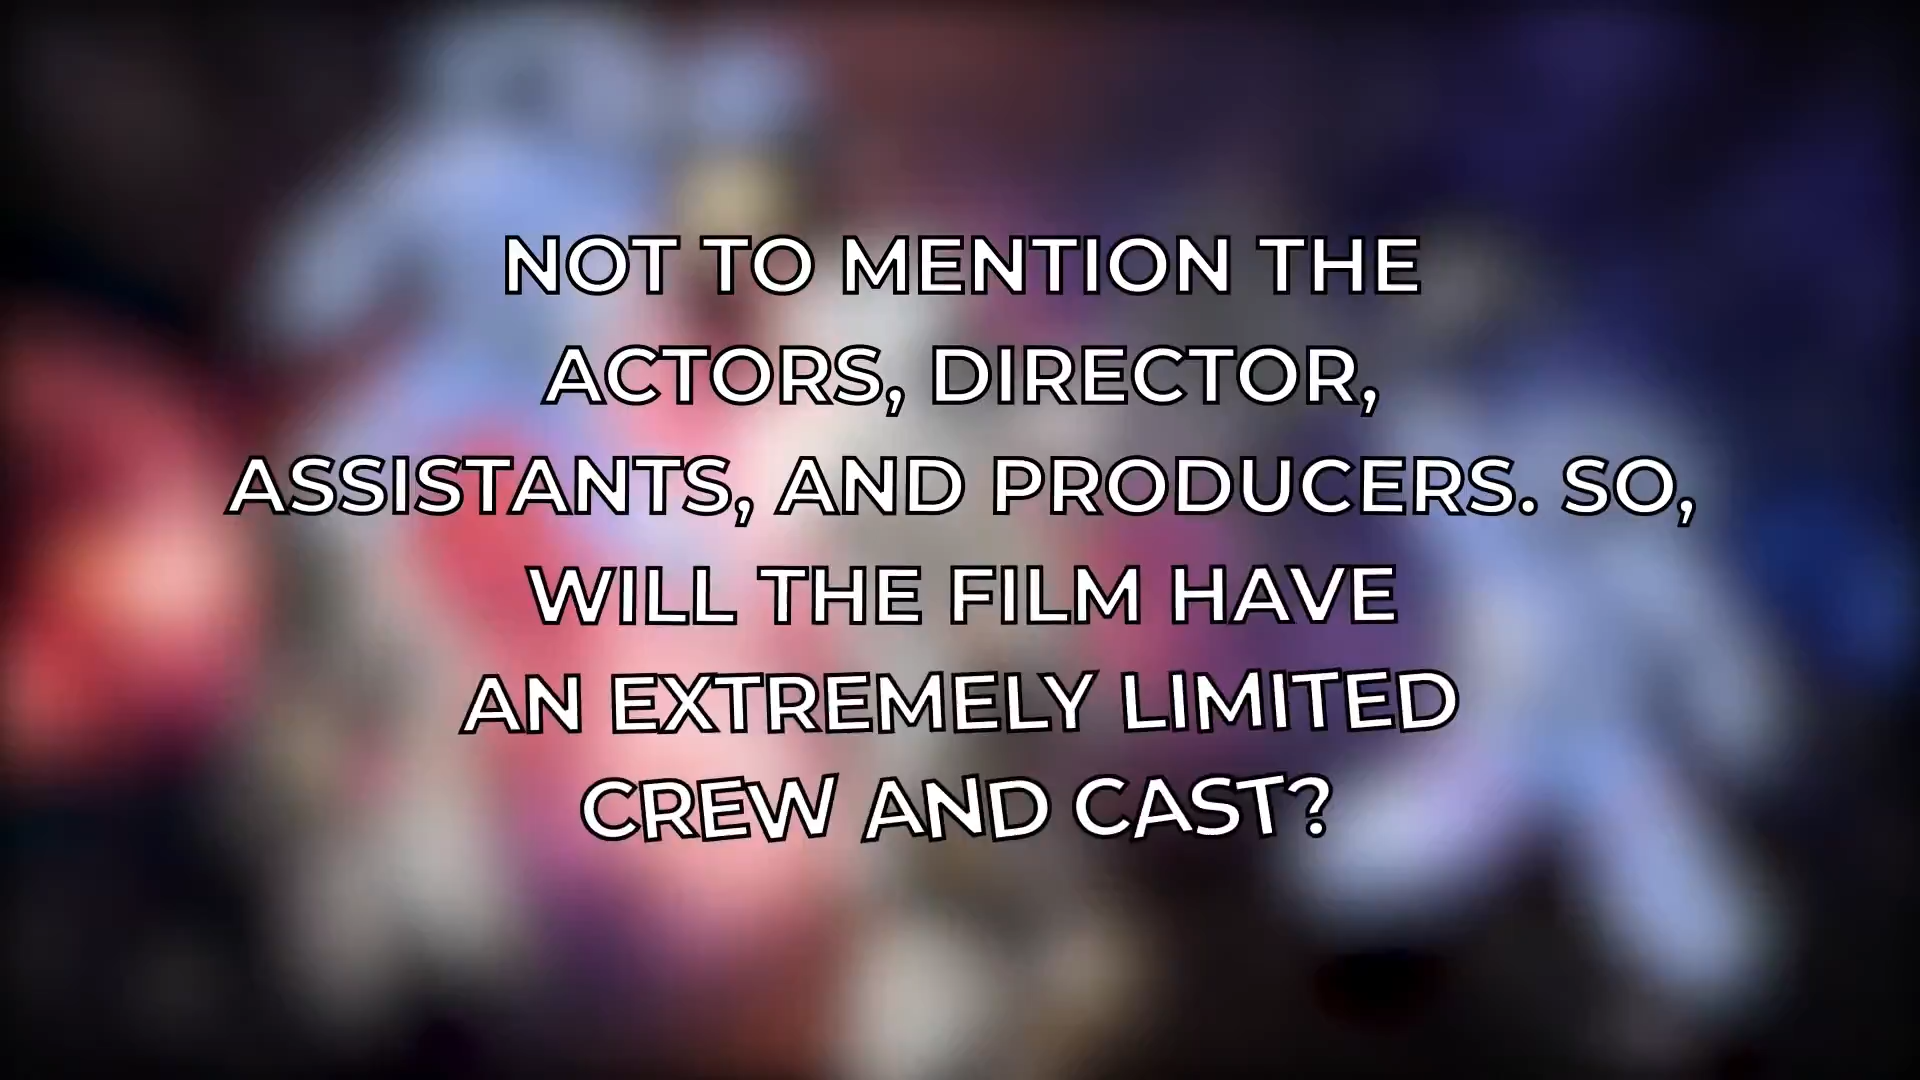 NOT TO MENTION THE
ACTORS, DIRECTOR,
ASSISTANTS, AND PRODUCERS. SO,
WILL THE FILM HAVE
AN EXTREMELY LIMITED
CREW AND CAST?